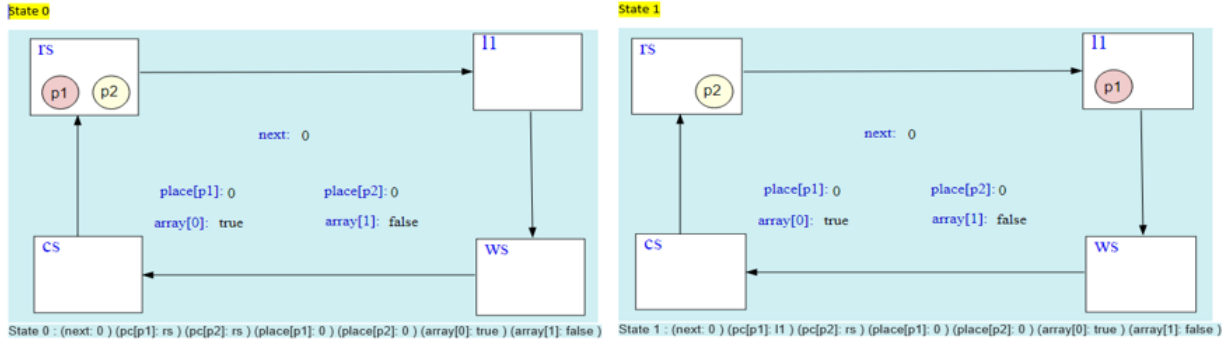 State 0
rs
l1
p1
p2
next: 0
place[p1]: 0
place[p2]: 0
array[0]: true
array[1]: false
cs
ws
State 0 : (next: 0 ) (pc[p1]: rs ) (pc[p2]: rs ) (place[p1]: 0 ) (place[p2]: 0 ) (array[0]: true ) (array[1]: false )
State 1
rs
l1
p2
p1
next: 0
place[p1]: 0
place[p2]: 0
array[0]: true
array[1]: false
cs
ws
State 1 : (next: 0 ) (pc[p1]: l1 ) (pc[p2]: rs ) (place[p1]: 0 ) (place[p2]: 0 ) (array[0]: true ) (array[1]: false )